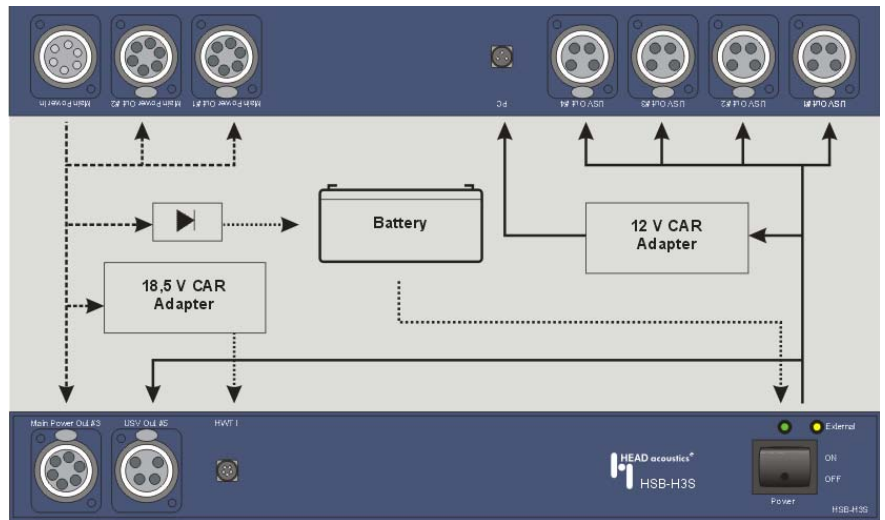 Main Power In
Main Power Out #2
Main Power Out #1
PC
USV Out #4
USV Out #3
USV Out #2
USV Out #1
Battery
12 V CAR
Adapter
18,5 V CAR
Adapter
Main Power Out #3
USV Out #5
HWT I
External
HEAD acoustics®
HSB-H3S
ON
OFF
Power
HSB-H3S